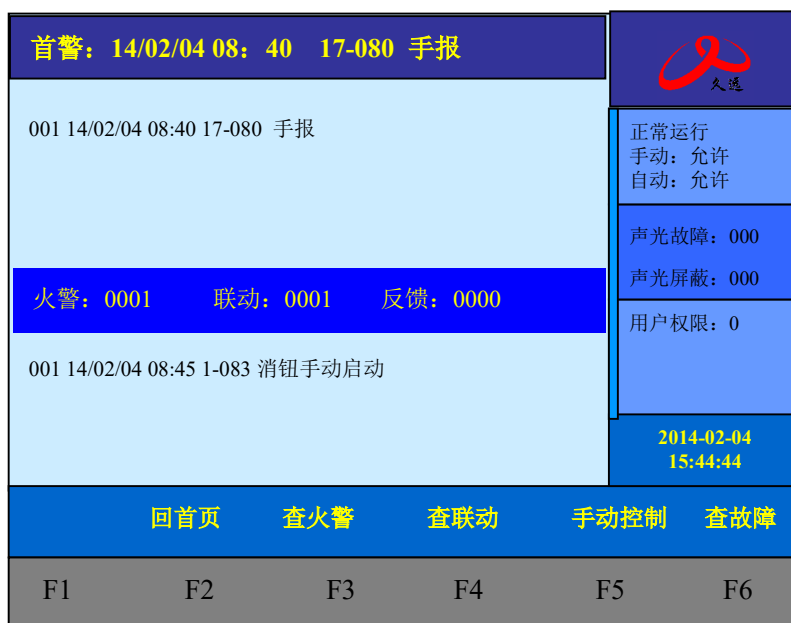 首警：14/02/04 08：40 17-080 手报
久远
001 14/02/04 08:40 17-080 手报
正常运行
手动：允许
自动：允许
声光故障：000
声光屏蔽：000
火警：0001 联动：0001 反馈：0000
用户权限：0
001 14/02/04 08:45 1-083 消钮手动启动
2014-02-04
15:44:44
回首页 查火警 查联动 手动控制 查故障
F1 F2 F3 F4 F5 F6